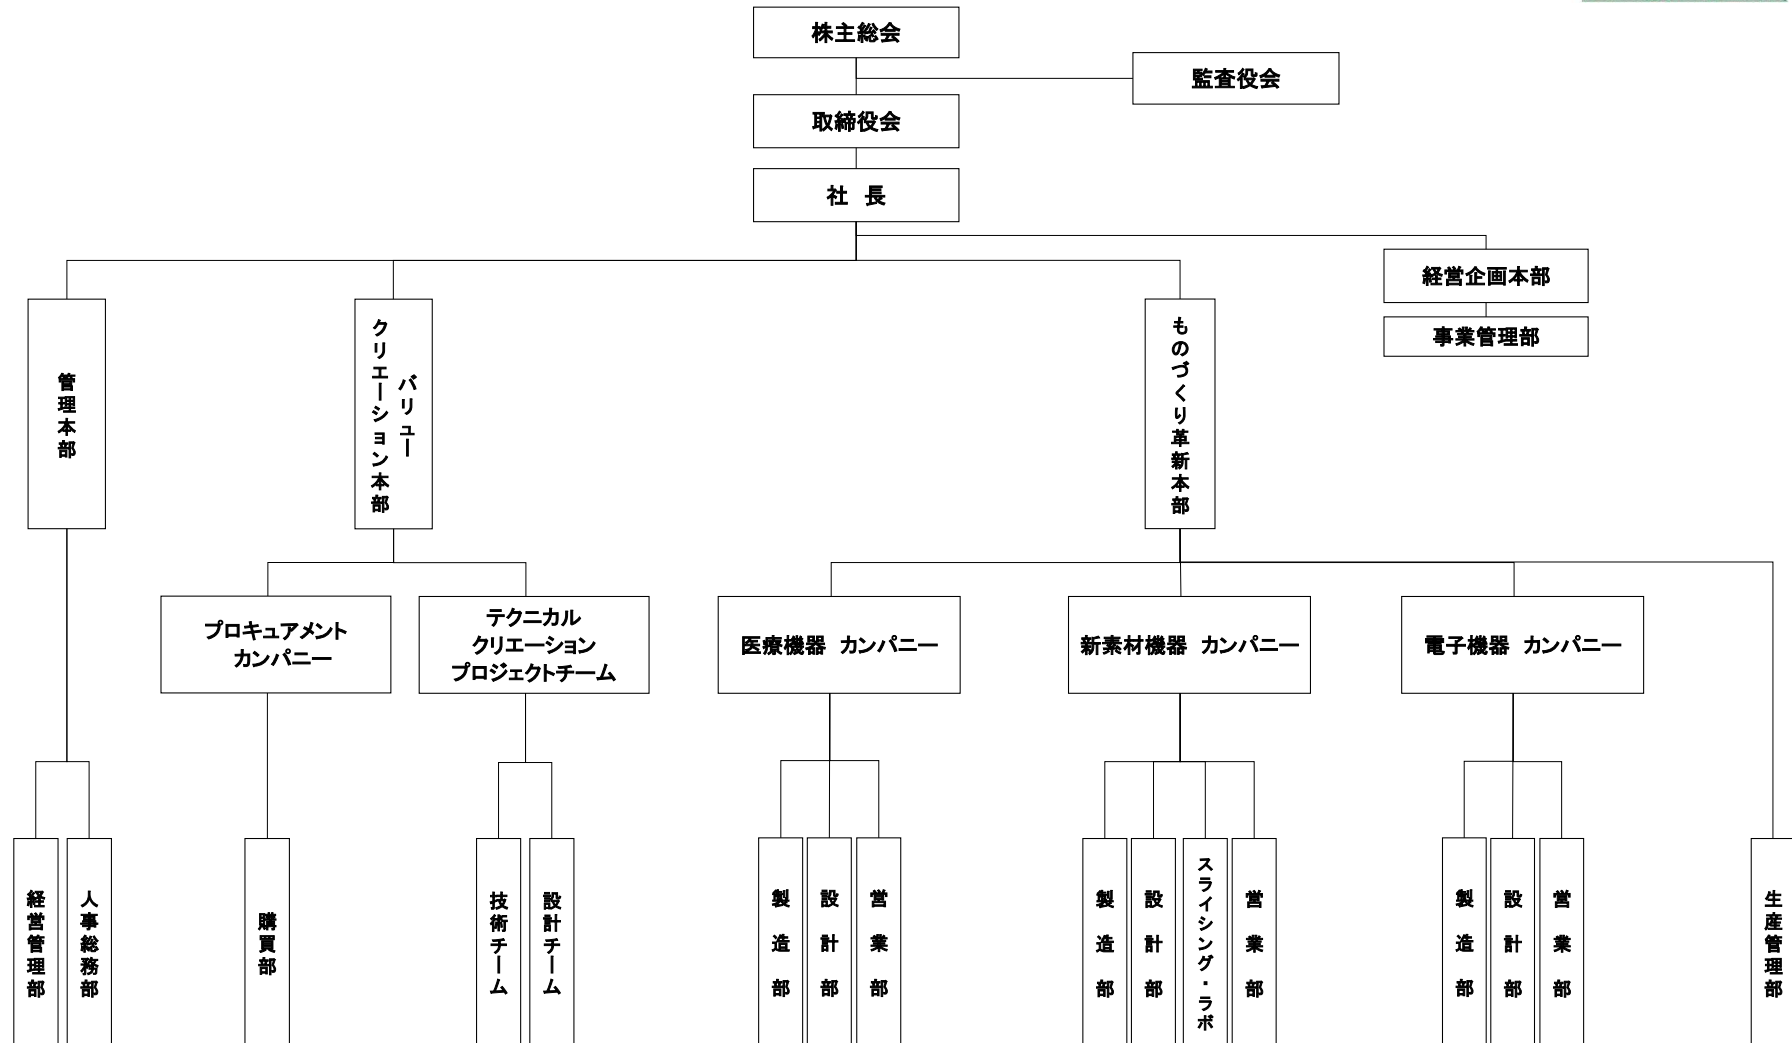 株主総会
監査役会
取締役会
社 長
経営企画本部
事業管理部
管理本部
バリュー
クリエーション本部
ものづくり革新本部
プロキュアメント
カンパニー
テクニカル
クリエーション
プロジェクトチーム
医療機器 カンパニー
新素材機器 カンパニー
電子機器 カンパニー
経営管理部
人事総務部
購買部
技術チーム
設計チーム
製造部
設計部
営業部
製造部
設計部
スライシング・ラボ
営業部
製造部
設計部
営業部
生産管理部